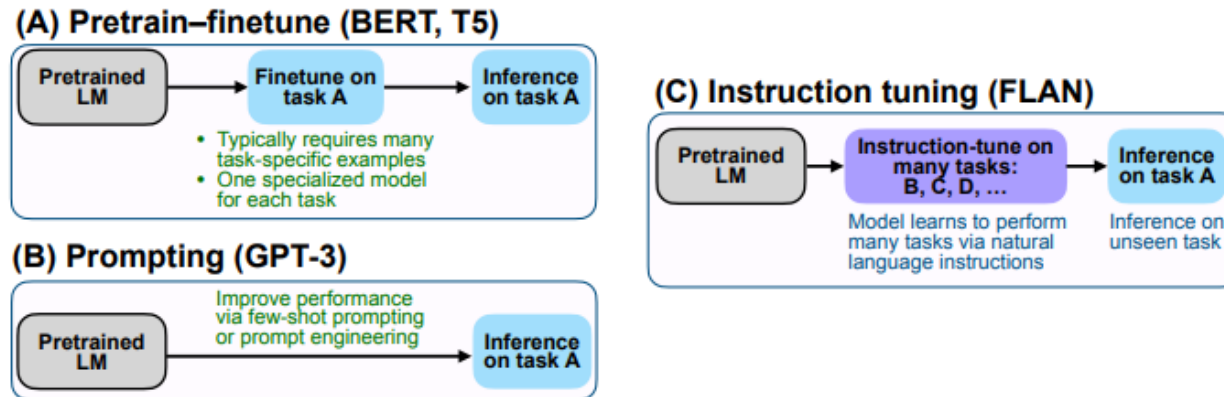 (A) Pretrain–finetune (BERT, T5)
Pretrained
LM
Finetune on
task A
Inference
on task A
• Typically requires many
task-specific examples
• One specialized model
for each task
(B) Prompting (GPT-3)
Pretrained
LM
Improve performance
via few-shot prompting
or prompt engineering
Inference
on task A
(C) Instruction tuning (FLAN)
Pretrained
LM
Instruction-tune on
many tasks:
B, C, D, …
Inference
on task A
Model learns to perform
many tasks via natural
language instructions
Inference on
unseen task